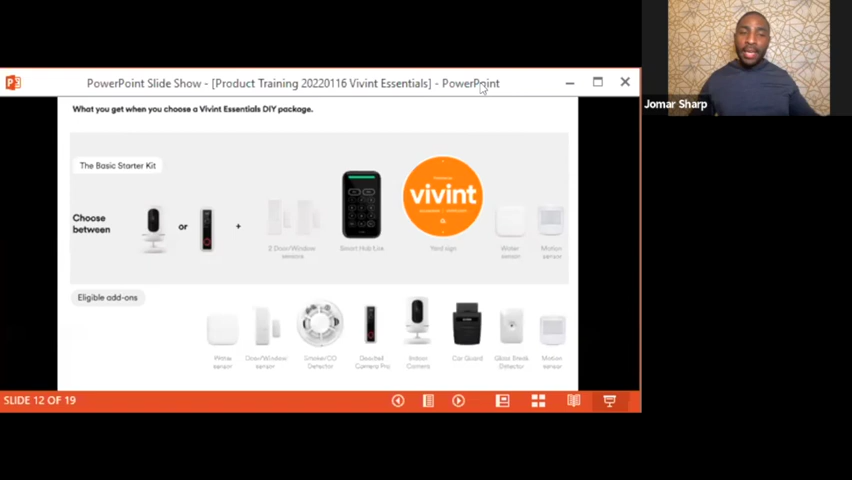 PowerPoint Slide Show - [Product Training 20220116 Vivint Essentials] - PowerPoint
Jomar Sharp
What you get when you choose a Vivint Essentials DIY package.
The Basic Starter Kit
Choose
between
or
+
vivint
2 Door/Window
sensors
Smart Hub Lite
Yard sign
Water
sensor
Motion
sensor
Eligible add-ons
sensor
Door/Window
sensor
Smoke/CO
Detector
Doorbell
Camera Pro
Indoor
Camera
Car Guard
Glass Break
Detector
Motion
sensor
SLIDE 12 OF 19